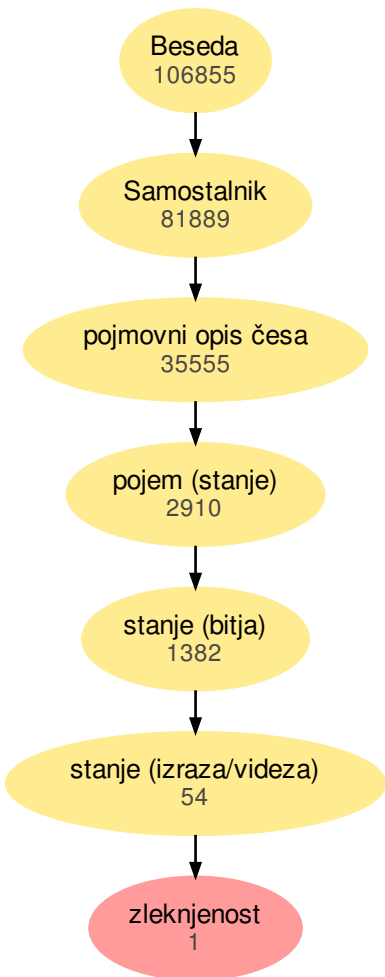 Beseda
106855
Samostalnik
81889
pojmovni opis česa
35555
pojem (stanje)
2910
stanje (bitja)
1382
stanje (izraza/videza)
54
zleknjenost
1